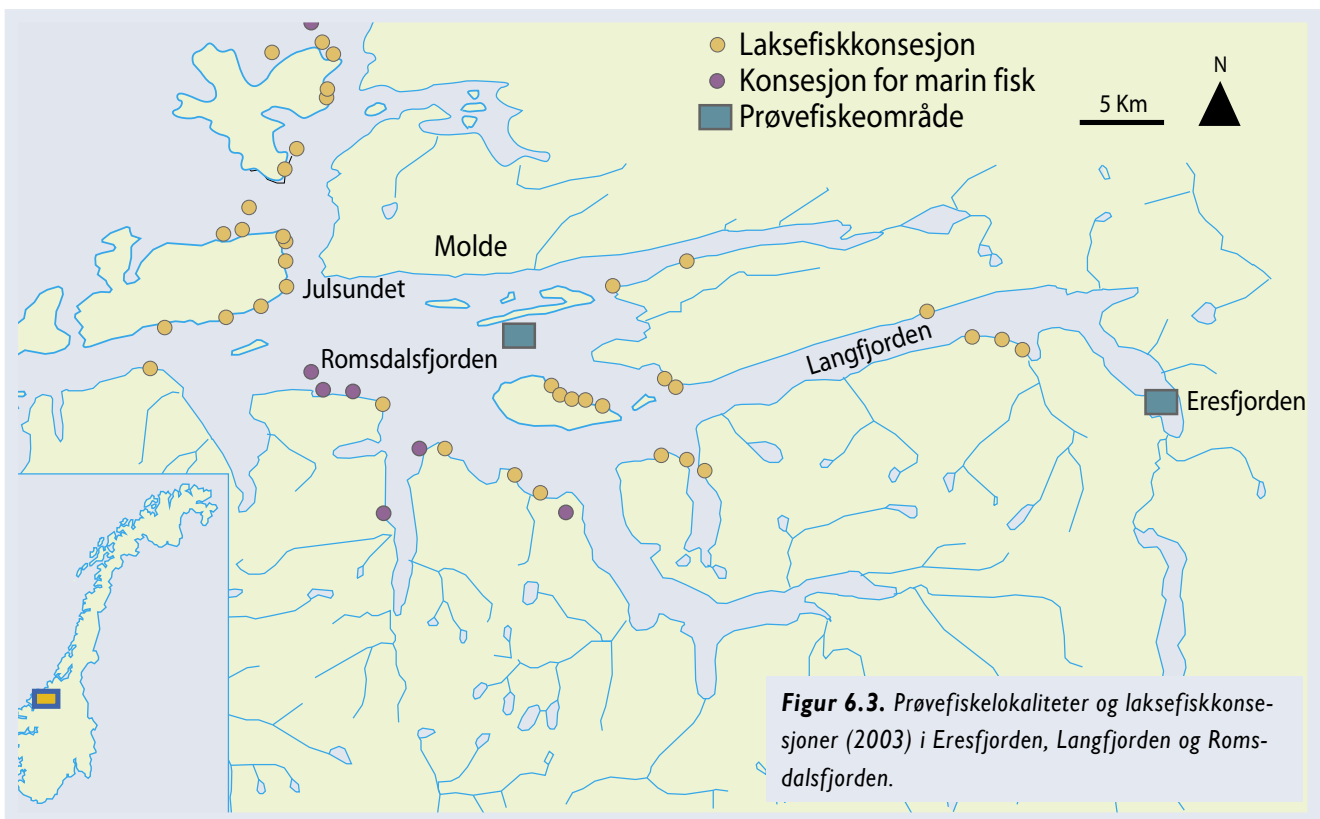 Laksefiskkonsesjon
Konsesjon for marin fisk
Prøvefiskeområde
5 Km
N
Molde
Julsundet
Romsdalsfjorden
Langfjorden
Eresfjorden
Figur 6.3. Prøvefiskelokaliteter og laksefiskkonse-
sjoner (2003) i Eresfjorden, Langfjorden og Roms-
dalsfjorden.